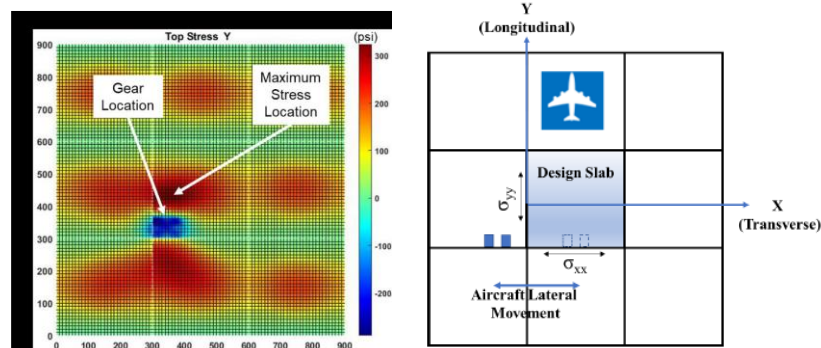 Top Stress Y
(psi)
Gear
Location
Maximum
Stress
Location
900
800
700
600
500
400
300
200
100
0
0 100 200 300 400 500 600 700 800 900
300
200
100
0
-100
-200
Y
(Longitudinal)
Design Slab
σyy
X
(Transverse)
σxx
Aircraft Lateral
Movement